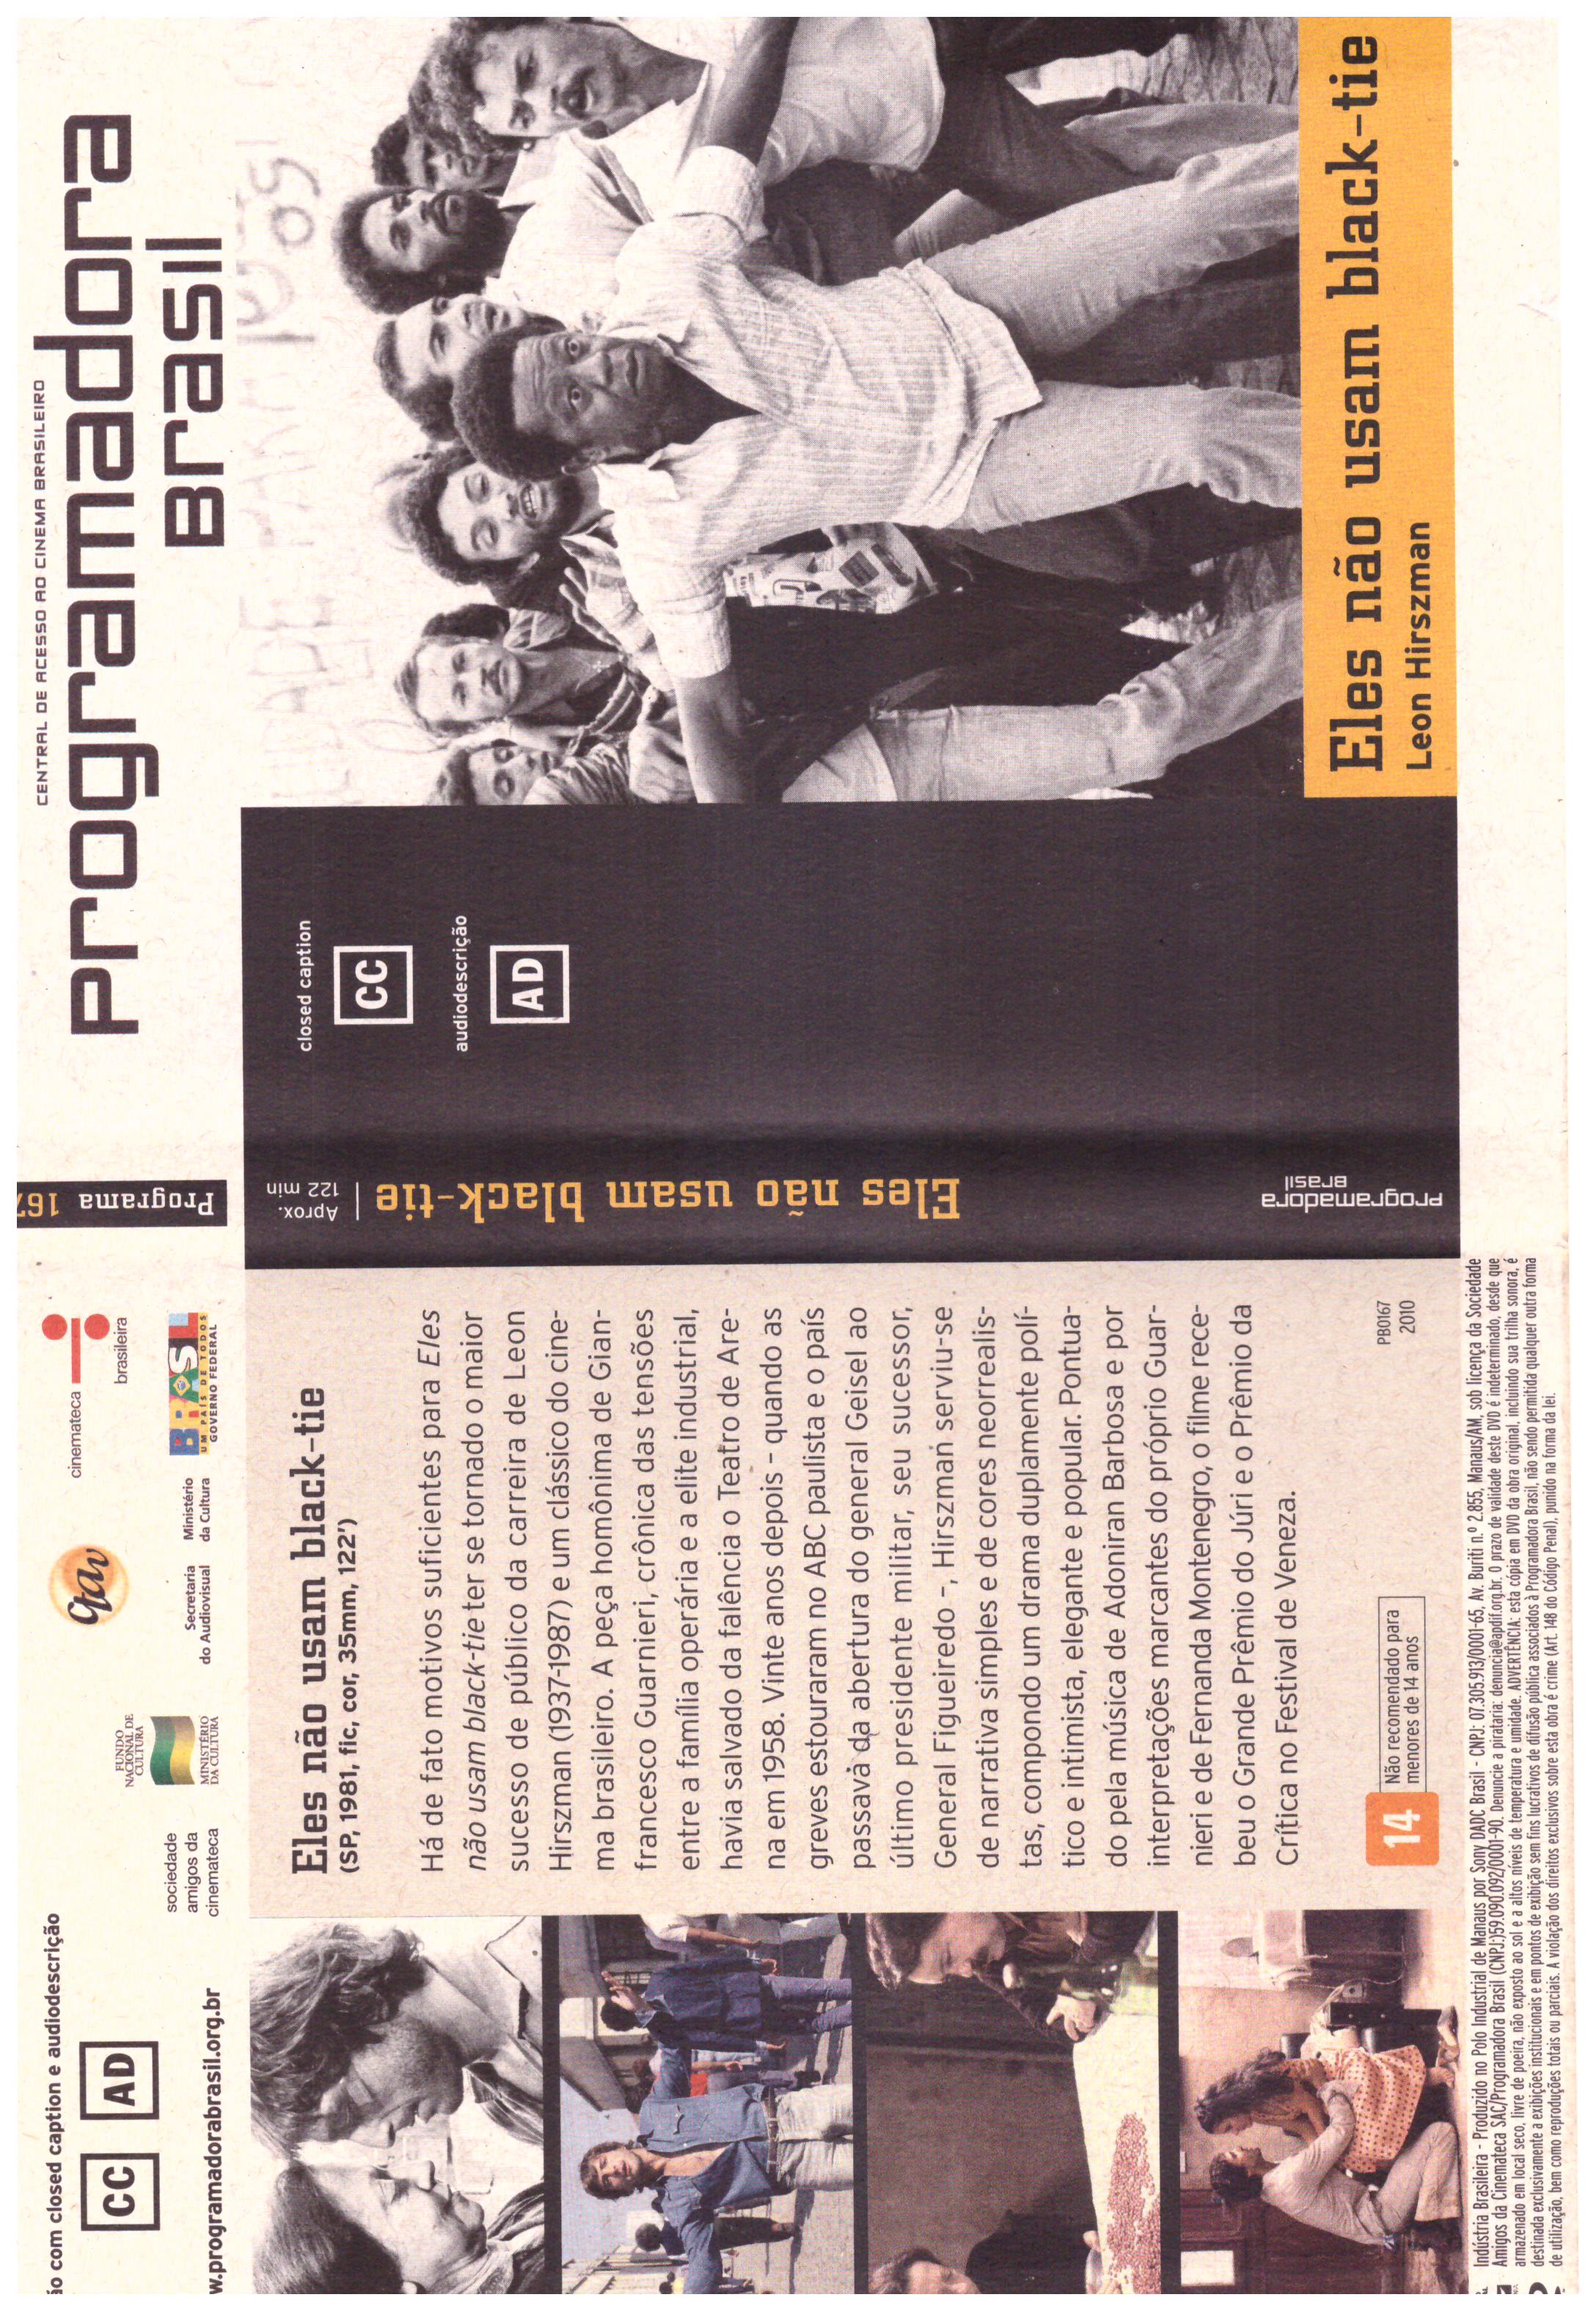 com closed caption e audiodescrição
CC AD
w.programadorabrasil.org.br
sociedade
amigos da
cinemateca
FUNDO
NACIONAL DE
CULTURA
MINISTÉRIO
DA CULTURA
ctav
Secretaria
do Audiovisual
Ministério
da Cultura
cinemateca
brasileira
BRASIL
UM PAÍS DE TODOS
GOVERNO FEDERAL
Eles não usam black-tie
(SP, 1981, fic, cor, 35mm, 122')
Há de fato motivos suficientes para Eles
não usam black-tie ter se tornado o maior
sucesso de público da carreira de Leon
Hirszman (1937-1987) e um clássico do cine-
ma brasileiro. A peça homônima de Gian-
francesco Guarnieri, crônica das tensões
entre a família operária e a elite industrial,
havia salvado da falência o Teatro de Are-
na em 1958. Vinte anos depois - quando as
greves estouraram no ABC paulista e o país
passava da abertura do general Geisel ao
último presidente militar, seu sucessor,
General Figueiredo -, Hirszman serviu-se
de narrativa simples e de cores neorrealis-
tas, compondo um drama duplamente polí-
tico e intimista, elegante e popular. Pontua-
do pela música de Adoniran Barbosa e por
interpretações marcantes do próprio Guar-
nieri e de Fernanda Montenegro, o filme rece-
beu o Grande Prêmio do Júri e o Prêmio da
Crítica no Festival de Veneza.
14
Não recomendado para
menores de 14 anos
PB0167
2010
Indústria Brasileira - Produzido no Polo Industrial de Manaus por Sony DADC Brasil - CNPJ: 07.305.913/0001-65, Av. Buriti n.º 2.855, Manaus/AM, sob licença da Sociedade
Amigos da Cinemateca SAC/Programadora Brasil (CNPJ:)59.090.092/0001-90. Denuncie a pirataria: denuncia@apdif.org.br. O prazo de validade deste DVD é indeterminado, desde que
armazenado em local seco, livre de poeira, não exposto ao sol e a altos níveis de temperatura e umidade. ADVERTÊNCIA: esta cópia em DVD da obra original, incluindo sua trilha sonora, é
destinada exclusivamente a exibições institucionais e em pontos de exibição sem fins lucrativos de difusão pública associados à Programadora Brasil, não sendo permitida qualquer outra forma
de utilização, bem como reproduções totais ou parciais. A violação dos direitos exclusivos sobre esta obra é crime (Art. 148 do Código Penal), punido na forma da lei.
Programa 167
Aprox.
122 min
Eles não usam black-tie
Programadora
Brasil
CENTRAL DE ACESSO AO CINEMA BRASILEIRO
Programadora
Brasil
closed caption
CC
audiodescrição
AD
Eles não usam black-tie
Leon Hirszman